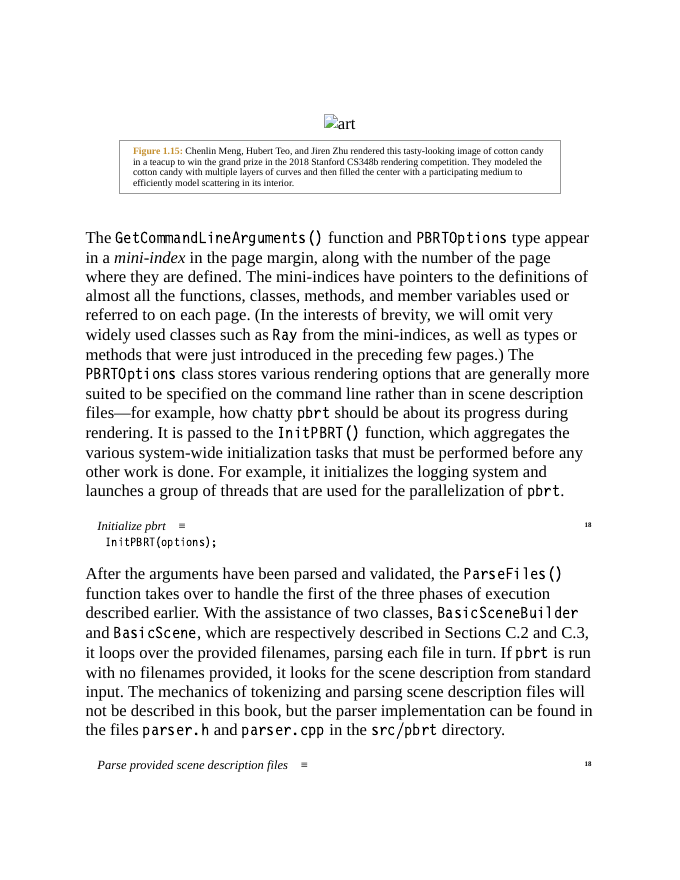 art
Figure 1.15: Chenlin Meng, Hubert Teo, and Jiren Zhu rendered this tasty-looking image of cotton candy
in a teacup to win the grand prize in the 2018 Stanford CS348b rendering competition. They modeled the
cotton candy with multiple layers of curves and then filled the center with a participating medium to
efficiently model scattering in its interior.
The GetCommandLineArguments() function and PBRTOptions type appear
in a mini-index in the page margin, along with the number of the page
where they are defined. The mini-indices have pointers to the definitions of
almost all the functions, classes, methods, and member variables used or
referred to on each page. (In the interests of brevity, we will omit very
widely used classes such as Ray from the mini-indices, as well as types or
methods that were just introduced in the preceding few pages.) The
PBRTOptions class stores various rendering options that are generally more
suited to be specified on the command line rather than in scene description
files—for example, how chatty pbrt should be about its progress during
rendering. It is passed to the InitPBRT() function, which aggregates the
various system-wide initialization tasks that must be performed before any
other work is done. For example, it initializes the logging system and
launches a group of threads that are used for the parallelization of pbrt.
Initialize pbrt ≡ 18
InitPBRT(options);
After the arguments have been parsed and validated, the ParseFiles()
function takes over to handle the first of the three phases of execution
described earlier. With the assistance of two classes, BasicSceneBuilder
and BasicScene, which are respectively described in Sections C.2 and C.3,
it loops over the provided filenames, parsing each file in turn. If pbrt is run
with no filenames provided, it looks for the scene description from standard
input. The mechanics of tokenizing and parsing scene description files will
not be described in this book, but the parser implementation can be found in
the files parser.h and parser.cpp in the src/pbrt directory.
Parse provided scene description files ≡ 18